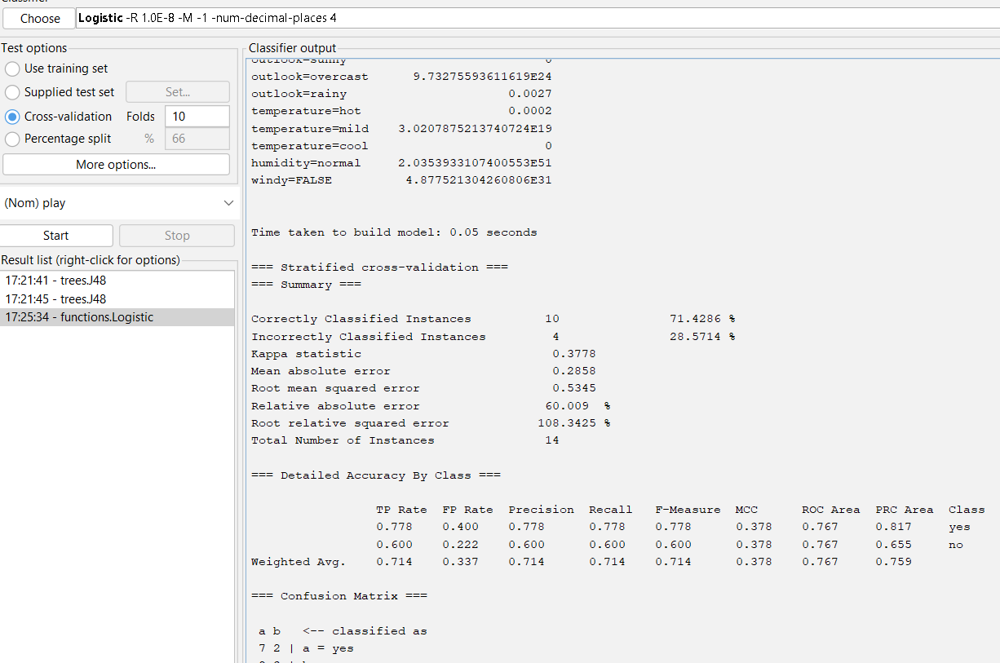 Classifier
Choose Logistic -R 1.0E-8 -M -1 -num-decimal-places 4
Test options
Use training set
Supplied test set Set...
Cross-validation Folds 10
Percentage split % 66
More options...
(Nom) play
Start Stop
Result list (right-click for options)
17:21:41 - trees.J48
17:21:45 - trees.J48
17:25:34 - functions.Logistic
Classifier output
outlook=sunny 0
outlook=overcast 9.73275593611619E24
outlook=rainy 0.0027
temperature=hot 0.0002
temperature=mild 3.0207875213740724E19
temperature=cool 0
humidity=normal 2.0353933107400553E51
windy=FALSE 4.877521304260806E31
Time taken to build model: 0.05 seconds
=== Stratified cross-validation ===
=== Summary ===
Correctly Classified Instances 10 71.4286 %
Incorrectly Classified Instances 4 28.5714 %
Kappa statistic 0.3778
Mean absolute error 0.2858
Root mean squared error 0.5345
Relative absolute error 60.009 %
Root relative squared error 108.3425 %
Total Number of Instances 14
=== Detailed Accuracy By Class ===
TP Rate FP Rate Precision Recall F-Measure MCC ROC Area PRC Area Class
0.778 0.400 0.778 0.778 0.778 0.378 0.767 0.817 yes
0.600 0.222 0.600 0.600 0.600 0.378 0.767 0.655 no
Weighted Avg. 0.714 0.337 0.714 0.714 0.714 0.378 0.767 0.759
=== Confusion Matrix ===
a b <-- classified as
7 2 | a = yes